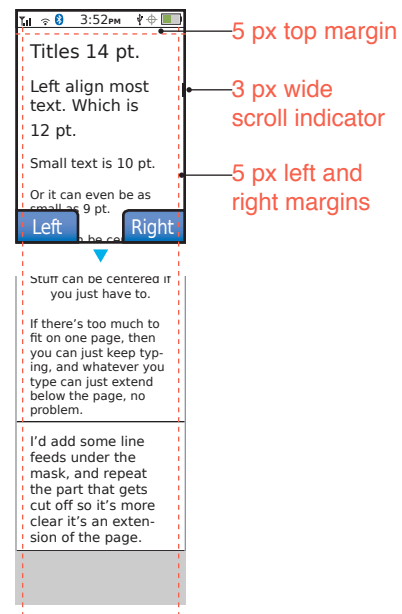 3:52PM
Titles 14 pt.
Left align most
text. Which is
12 pt.
Small text is 10 pt.
Or it can even be as
small as 9 pt.
Left
Right
Stuff can be centered if
you just have to.
If there's too much to
fit on one page, then
you can just keep typ-
ing, and whatever you
type can just extend
below the page, no
problem.
I'd add some line
feeds under the
mask, and repeat
the part that gets
cut off so it's more
clear it's an exten-
sion of the page.
5 px top margin
3 px wide
scroll indicator
5 px left and
right margins